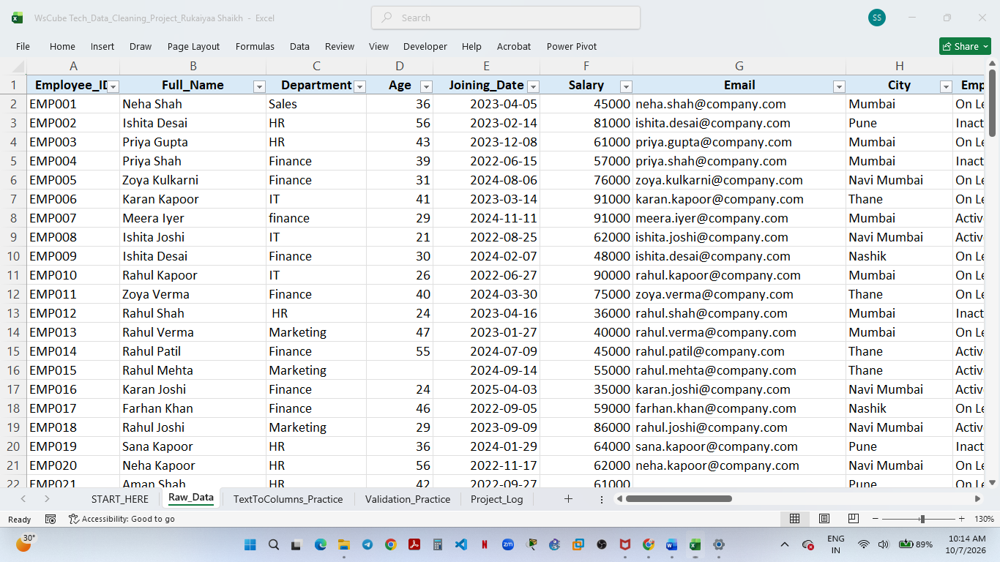 WsCube Tech_Data_Cleaning_Project_Rukaiyaa Shaikh - Excel
Search
SS
File Home Insert Draw Page Layout Formulas Data Review View Developer Help Acrobat Power Pivot Share
A B C D E F G H
1 Employee_ID Full_Name Department Age Joining_Date Salary Email City Emp
2 EMP001 Neha Shah Sales 36 2023-04-05 45000 neha.shah@company.com Mumbai On Le
3 EMP002 Ishita Desai HR 56 2023-02-14 81000 ishita.desai@company.com Pune Inact
4 EMP003 Priya Gupta HR 43 2023-12-08 61000 priya.gupta@company.com Mumbai On Le
5 EMP004 Priya Shah Finance 39 2022-06-15 57000 priya.shah@company.com Mumbai Inact
6 EMP005 Zoya Kulkarni Finance 31 2024-08-06 76000 zoya.kulkarni@company.com Navi Mumbai On Le
7 EMP006 Karan Kapoor IT 41 2023-03-14 91000 karan.kapoor@company.com Thane On Le
8 EMP007 Meera Iyer finance 29 2024-11-11 91000 meera.iyer@company.com Mumbai Activ
9 EMP008 Ishita Joshi IT 21 2022-08-25 62000 ishita.joshi@company.com Navi Mumbai Activ
10 EMP009 Ishita Desai Finance 30 2024-02-07 48000 ishita.desai@company.com Nashik On Le
11 EMP010 Rahul Kapoor IT 26 2022-06-27 90000 rahul.kapoor@company.com Mumbai On Le
12 EMP011 Zoya Verma Finance 40 2024-03-30 75000 zoya.verma@company.com Thane On Le
13 EMP012 Rahul Shah HR 24 2023-04-16 36000 rahul.shah@company.com Mumbai Inact
14 EMP013 Rahul Verma Marketing 47 2023-01-27 40000 rahul.verma@company.com Mumbai On Le
15 EMP014 Rahul Patil Finance 55 2024-07-09 45000 rahul.patil@company.com Thane Activ
16 EMP015 Rahul Mehta Marketing 2024-09-14 55000 rahul.mehta@company.com Thane Activ
17 EMP016 Karan Joshi Finance 24 2025-04-03 35000 karan.joshi@company.com Navi Mumbai Activ
18 EMP017 Farhan Khan Finance 46 2022-09-05 59000 farhan.khan@company.com Nashik On Le
19 EMP018 Rahul Joshi Marketing 29 2023-09-09 86000 rahul.joshi@company.com Navi Mumbai Activ
20 EMP019 Sana Kapoor HR 36 2024-01-29 64000 sana.kapoor@company.com Pune Inact
21 EMP020 Neha Kapoor HR 56 2022-11-17 62000 neha.kapoor@company.com Navi Mumbai On Le
22 EMP021 Aman Shah HR 42 2022-09-27 61000 Pune On Le
START_HERE Raw_Data TextToColumns_Practice Validation_Practice Project_Log
Ready Accessibility: Good to go 130%
30° ENG 89% 10:14 AM
IN 10/7/2026